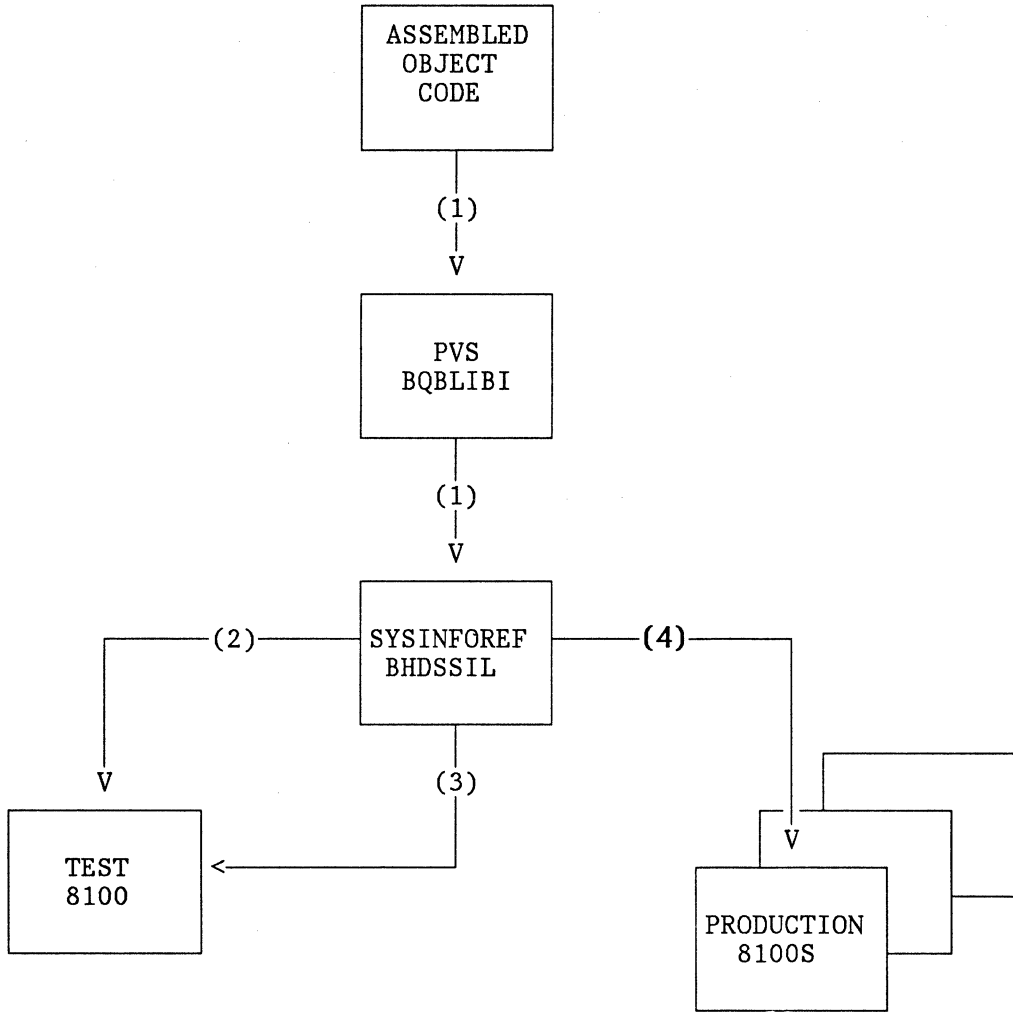 ASSEMBLED
OBJECT
CODE
(1)
V
PVS
BQBLIBI
(1)
V
SYSINFOREF
BHDSSIL
(2)
(4)
V
(3)
TEST
8100
<
V
PRODUCTION
8100S